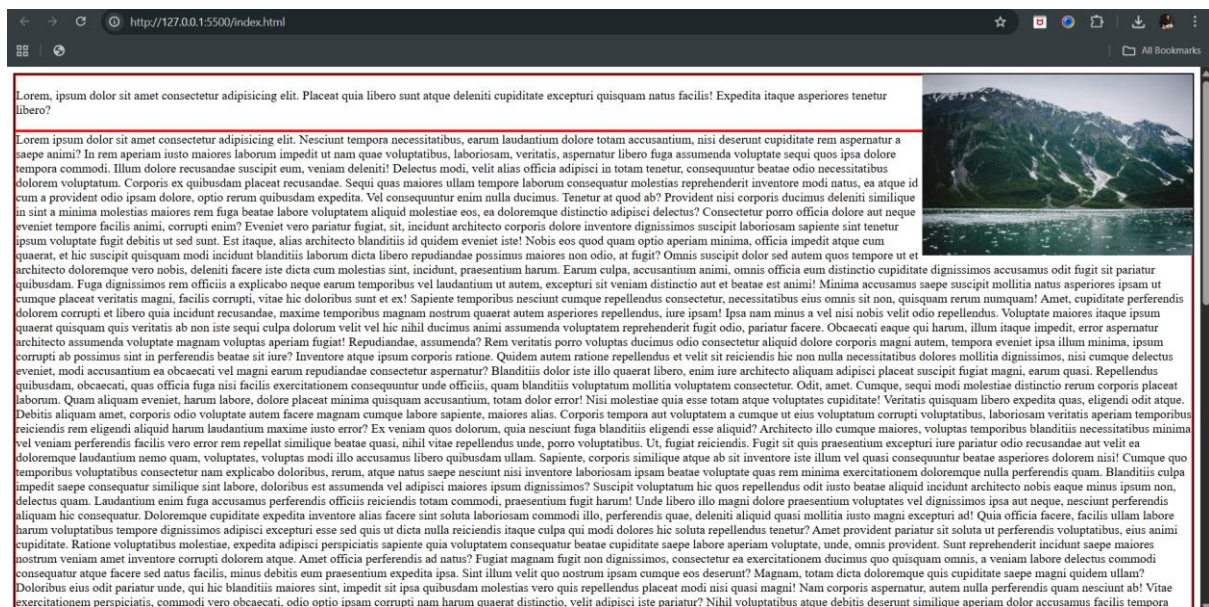 http://127.0.0.1:5500/index.html
All Bookmarks
Lorem, ipsum dolor sit amet consectetur adipisicing elit. Placeat quia libero sunt atque deleniti cupiditate excepturi quisquam natus facilis! Expedita itaque asperiores tenetur
libero?
Lorem ipsum dolor sit amet consectetur adipisicing elit. Nesciunt tempora necessitatibus, earum laudantium dolore totam accusantium, nisi deserunt cupiditate rem aspernatur a
saepe animi? In rem aperiam iusto maiores laborum impedit ut nam quae voluptatibus, laboriosam, veritatis, aspernatur libero fuga assumenda voluptate sequi quos ipsa dolore
tempora commodi. Illum dolore recusandae suscipit eum, veniam deleniti! Delectus modi, velit alias officia adipisci in totam tenetur, consequuntur beatae odio necessitatibus
dolorem voluptatum. Corporis ex quibusdam placeat recusandae. Sequi quas maiores ullam tempore laborum consequatur molestias reprehenderit inventore modi natus, ea atque id
cum a provident odio ipsam dolore, optio rerum quibusdam expedita. Vel consequuntur enim nulla ducimus. Tenetur at quod ab? Provident nisi corporis ducimus deleniti similique
in sint a minima molestias maiores rem fuga beatae labore voluptatem aliquid molestiae eos, ea doloremque distinctio adipisci delectus? Consectetur porro officia dolore aut neque
eveniet tempore facilis animi, corrupti enim? Eveniet vero pariatur fugiat, sit, incidunt architecto corporis dolore inventore dignissimos suscipit laboriosam sapiente sint tenetur
ipsum voluptate fugit debitis ut sed sunt. Est itaque, alias architecto blanditiis id quidem eveniet iste! Nobis eos quod quam optio aperiam minima, officia impedit atque cum
quaerat, et hic suscipit quisquam modi incidunt blanditiis laborum dicta libero repudiandae possimus maiores non odio, at fugit? Omnis suscipit dolor sed autem quos tempore ut et
architecto doloremque vero nobis, deleniti facere iste dicta cum molestias sint, incidunt, praesentium harum. Earum culpa, accusantium animi, omnis officia eum distinctio cupiditate dignissimos accusamus odit fugit sit pariatur
quibusdam. Fuga dignissimos rem officiis a explicabo neque earum temporibus vel laudantium ut autem, excepturi sit veniam distinctio aut et beatae est animi! Minima accusamus saepe suscipit mollitia natus asperiores ipsam ut
cumque placeat veritatis magni, facilis corrupti, vitae hic doloribus sunt et ex! Sapiente temporibus nesciunt cumque repellendus consectetur, necessitatibus eius omnis sit non, quisquam rerum numquam! Amet, cupiditate perferendis
dolorem corrupti et libero quia incidunt recusandae, maxime temporibus magnam nostrum quaerat autem asperiores repellendus, iure ipsam! Ipsa nam minus a vel nisi nobis velit odio repellendus. Voluptate maiores itaque ipsum
quaerat quisquam quis veritatis ab non iste sequi culpa dolorum velit vel hic nihil ducimus animi assumenda voluptatem reprehenderit fugit odio, pariatur facere. Obcaecati eaque qui harum, illum itaque impedit, error aspernatur
architecto assumenda voluptate magnam voluptas aperiam fugiat! Repudiandae, assumenda? Rem veritatis porro voluptas ducimus odio consectetur aliquid dolore corporis magni autem, tempora eveniet ipsa illum minima, ipsum
corrupti ab possimus sint in perferendis beatae sit iure? Inventore atque ipsum corporis ratione. Quidem autem ratione repellendus et velit sit reiciendis hic non nulla necessitatibus dolores mollitia dignissimos, nisi cumque delectus
eveniet, modi accusantium ea obcaecati vel magni earum repudiandae consectetur aspernatur? Blanditiis dolor iste illo quaerat libero, enim iure architecto aliquam adipisci placeat suscipit fugiat magni, earum quasi. Repellendus
quibusdam, obcaecati, quas officia fuga nisi facilis exercitationem consequuntur unde officiis, quam blanditiis voluptatum mollitia voluptatem consectetur. Odit, amet. Cumque, sequi modi molestiae distinctio rerum corporis placeat
laborum. Quam aliquam eveniet, harum labore, dolore placeat minima quisquam accusantium, totam dolor error! Nisi molestiae quia esse totam atque voluptates cupiditate! Veritatis quisquam libero expedita quas, eligendi odit atque.
Debitis aliquam amet, corporis odio voluptate autem facere magnam cumque labore sapiente, maiores alias. Corporis tempora aut voluptatem a cumque ut eius voluptatum corrupti voluptatibus, laboriosam veritatis aperiam temporibus
reiciendis rem eligendi aliquid harum laudantium maxime iusto error? Ex veniam quos dolorum, quia nesciunt fuga blanditiis eligendi esse aliquid? Architecto illo cumque maiores, voluptas temporibus blanditiis necessitatibus minima
vel veniam perferendis facilis vero error rem repellat similique beatae quasi, nihil vitae repellendus unde, porro voluptatibus. Ut, fugiat reiciendis. Fugit sit quis praesentium excepturi iure pariatur odio recusandae aut velit ea
doloremque laudantium nemo quam, voluptates, voluptas modi illo accusamus libero quibusdam ullam. Sapiente, corporis similique atque ab sit inventore iste illum vel quasi consequuntur beatae asperiores dolorem nisi! Cumque quo
temporibus voluptatibus consectetur nam explicabo doloribus, rerum, atque natus saepe nesciunt nisi inventore laboriosam ipsam beatae voluptate quas rem minima exercitationem doloremque nulla perferendis quam. Blanditiis culpa
impedit saepe consequatur similique sint labore, doloribus est assumenda vel adipisci maiores ipsum dignissimos? Suscipit voluptatum hic quos repellendus odit iusto beatae aliquid incidunt architecto nobis eaque minus ipsum non,
delectus quam. Laudantium enim fuga accusamus perferendis officiis reiciendis totam commodi, praesentium fugit harum! Unde libero illo magni dolore praesentium voluptates vel dignissimos ipsa aut neque, nesciunt perferendis
aliquam hic consequatur. Doloremque cupiditate expedita inventore alias facere sint soluta laboriosam commodi illo, perferendis quae, deleniti aliquid quasi mollitia iusto magni excepturi ad! Quia officia facere, facilis ullam labore
harum voluptatibus tempore dignissimos adipisci excepturi esse sed quis ut dicta nulla reiciendis itaque culpa qui modi dolores hic soluta repellendus tenetur? Amet provident pariatur sit soluta ut perferendis voluptatibus, eius animi
cupiditate. Ratione voluptatibus molestiae, expedita adipisci perspiciatis sapiente quia voluptatem consequatur beatae cupiditate saepe labore aperiam voluptate, unde, omnis provident. Sunt reprehenderit incidunt saepe maiores
nostrum veniam amet inventore corrupti dolorem atque. Amet officia perferendis ad natus? Fugiat magnam fugit non dignissimos, consectetur ea exercitationem ducimus quo quisquam omnis, a veniam labore delectus commodi
consequatur atque facere sed natus facilis, minus debitis eum praesentium expedita ipsa. Sint illum velit quo nostrum ipsam cumque eos deserunt? Magnam, totam dicta doloremque quis cupiditate saepe magni quidem ullam?
Doloribus eius odit pariatur unde, qui hic blanditiis maiores sint, impedit sit ipsa quibusdam molestias vero quis repellendus placeat modi nisi quasi magni! Nam corporis aspernatur, autem nulla perferendis quam nesciunt ab! Vitae
exercitationem perspiciatis, commodi vero obcaecati, odio optio ipsam corrupti nam harum quaerat distinctio, velit adipisci iste pariatur? Nihil voluptatibus atque debitis deserunt similique aperiam dolor accusamus facilis tempora